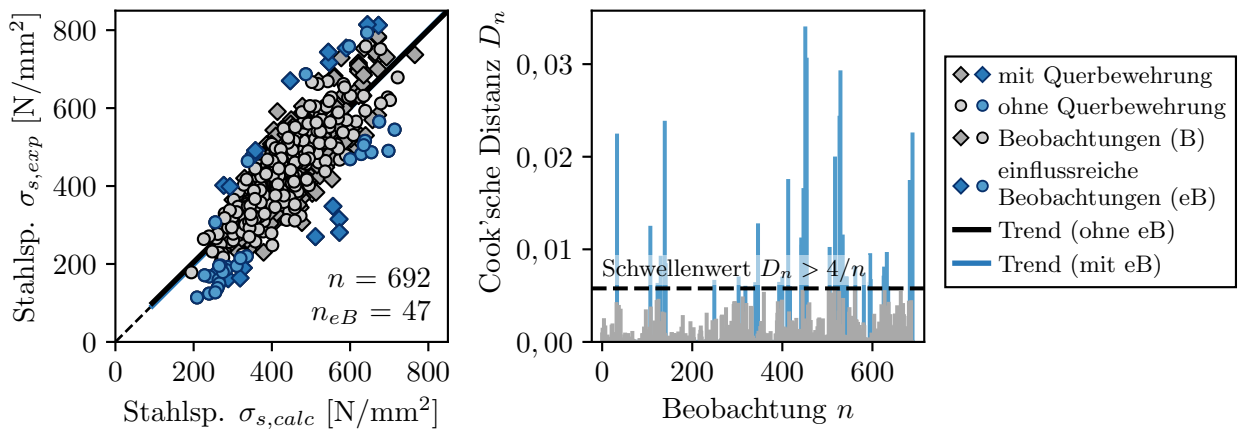 800
600
400
200
0
Stahlsp. σs,exp [N/mm²]
n = 692
neB = 47
0 200 400 600 800
Stahlsp. σs,calc [N/mm²]
0,03
0,02
0,01
0,00
Cook'sche Distanz Dn
Schwellenwert Dn > 4/n
0 200 400 600
Beobachtung n
mit Querbewehrung
ohne Querbewehrung
Beobachtungen (B)
einflussreiche
Beobachtungen (eB)
Trend (ohne eB)
Trend (mit eB)